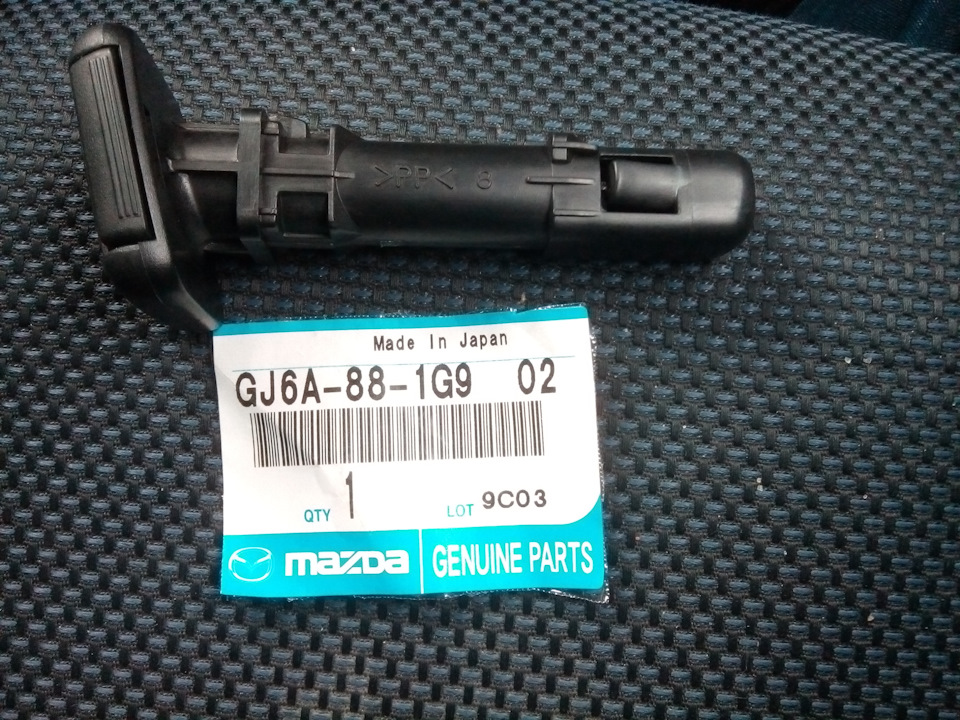 >PP< 8
Made In Japan
GJ6A-88-1G9 02
QTY 1 LOT 9C03
mazda GENUINE PARTS